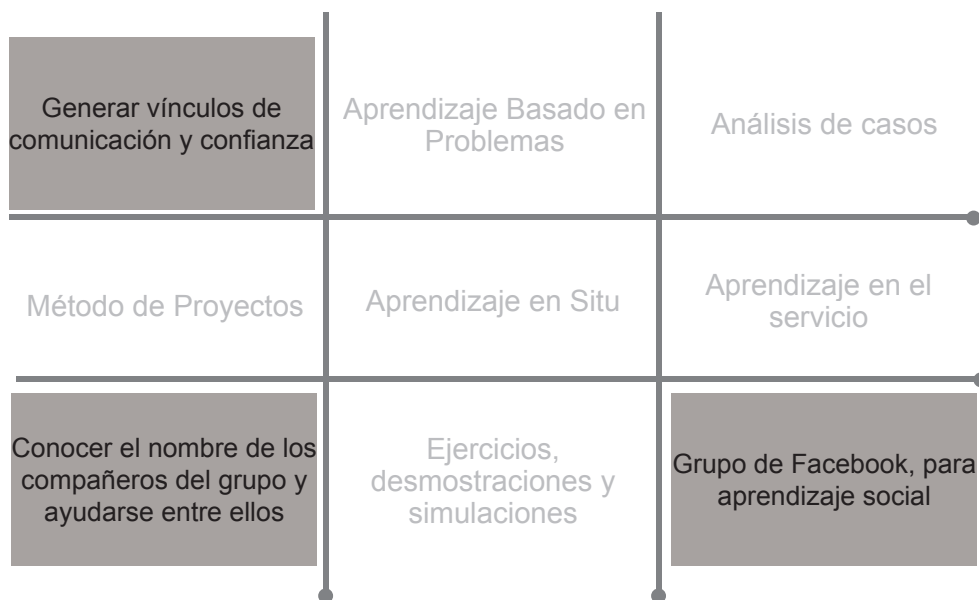 Generar vínculos de
comunicación y confianza
Aprendizaje Basado en
Problemas
Análisis de casos
Método de Proyectos
Aprendizaje en Situ
Aprendizaje en el
servicio
Conocer el nombre de los
compañeros del grupo y
ayudarse entre ellos
Ejercicios,
desmostraciones y
simulaciones
Grupo de Facebook, para
aprendizaje social